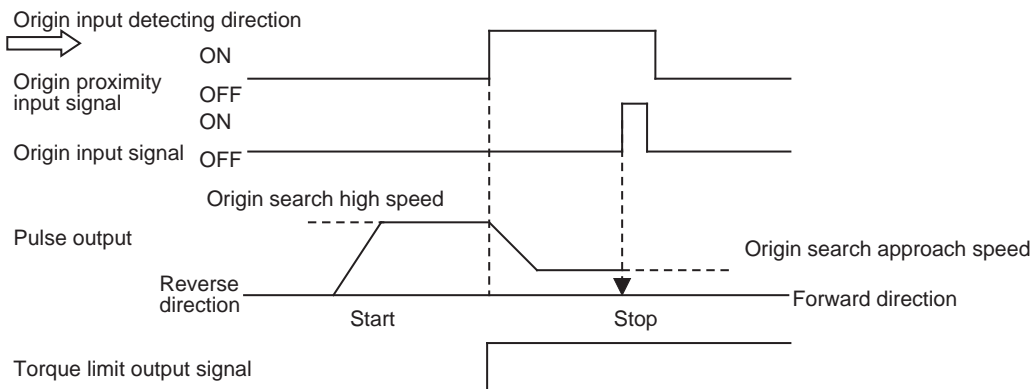 Origin input detecting direction
ON
Origin proximity
input signal
OFF
ON
Origin input signal
OFF
Origin search high speed
Pulse output
Origin search approach speed
Reverse
direction
Forward direction
Start
Stop
Torque limit output signal